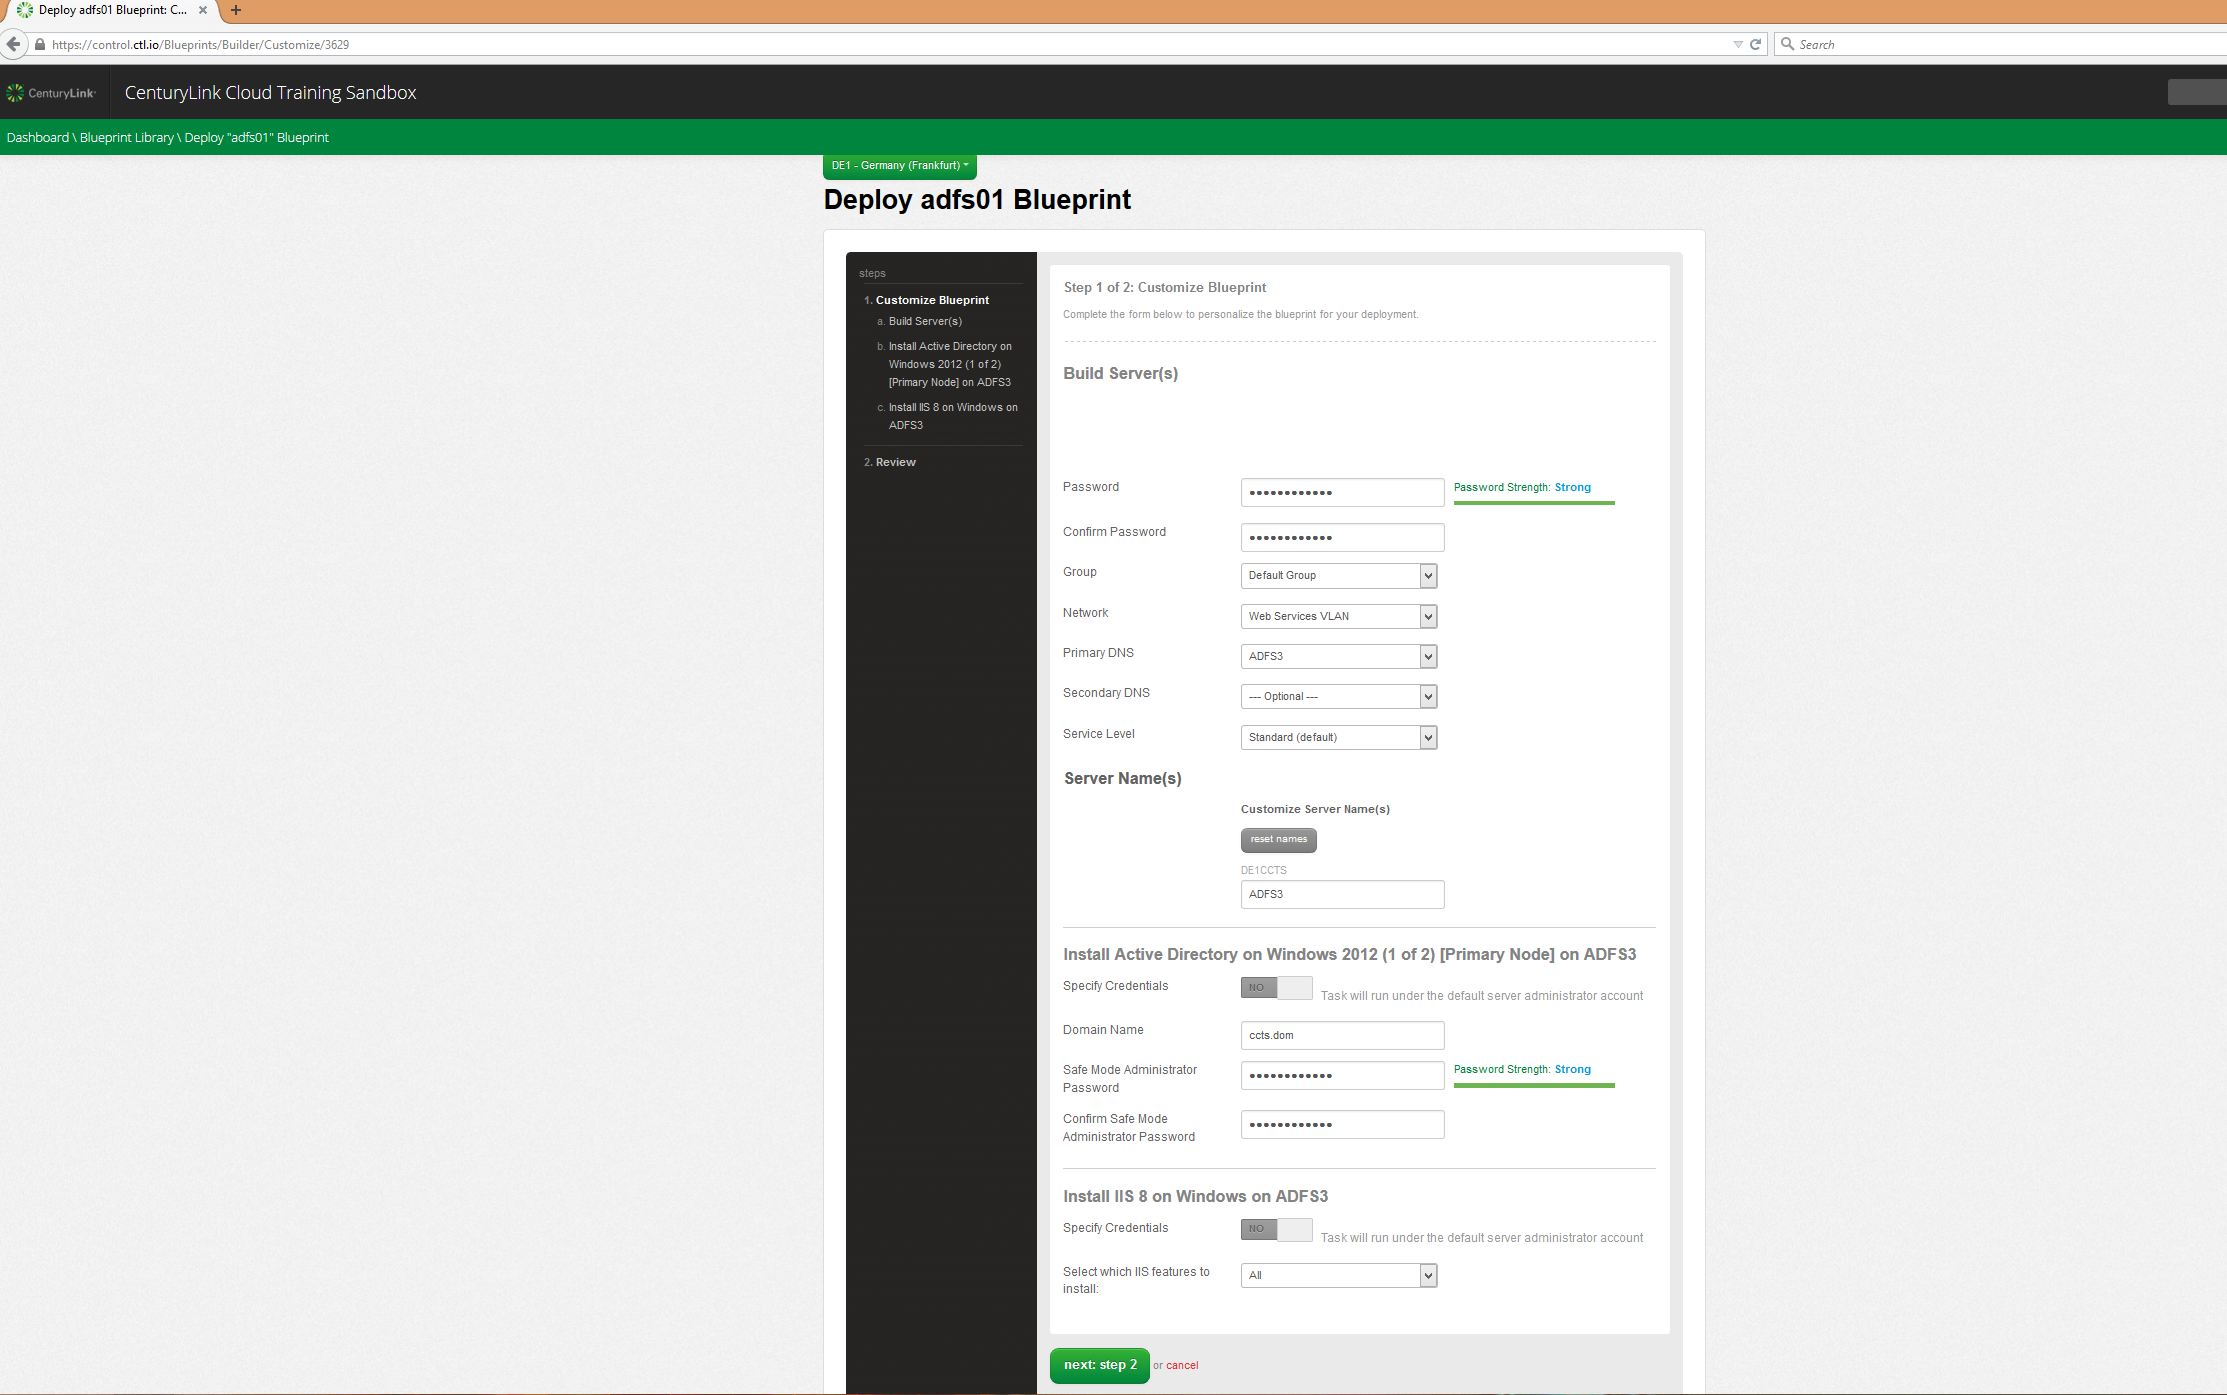 Deploy adfs01 Blueprint: C...
https://control.ctl.io/Blueprints/Builder/Customize/3629
Search
CenturyLink
CenturyLink Cloud Training Sandbox
Dashboard \ Blueprint Library \ Deploy "adfs01" Blueprint
DE1 - Germany (Frankfurt)
Deploy adfs01 Blueprint
steps
1. Customize Blueprint
a. Build Server(s)
b. Install Active Directory on
Windows 2012 (1 of 2)
[Primary Node] on ADFS3
c. Install IIS 8 on Windows on
ADFS3
2. Review
Step 1 of 2: Customize Blueprint
Complete the form below to personalize the blueprint for your deployment.
Build Server(s)
Password
Password Strength: Strong
Confirm Password
Group
Default Group
Network
Web Services VLAN
Primary DNS
ADFS3
Secondary DNS
--- Optional ---
Service Level
Standard (default)
Server Name(s)
Customize Server Name(s)
reset names
DE1CCTS
ADFS3
Install Active Directory on Windows 2012 (1 of 2) [Primary Node] on ADFS3
Specify Credentials
NO
Task will run under the default server administrator account
Domain Name
ccts.dom
Safe Mode Administrator
Password
Password Strength: Strong
Confirm Safe Mode
Administrator Password
Install IIS 8 on Windows on ADFS3
Specify Credentials
NO
Task will run under the default server administrator account
Select which IIS features to
install:
All
next: step 2 or cancel